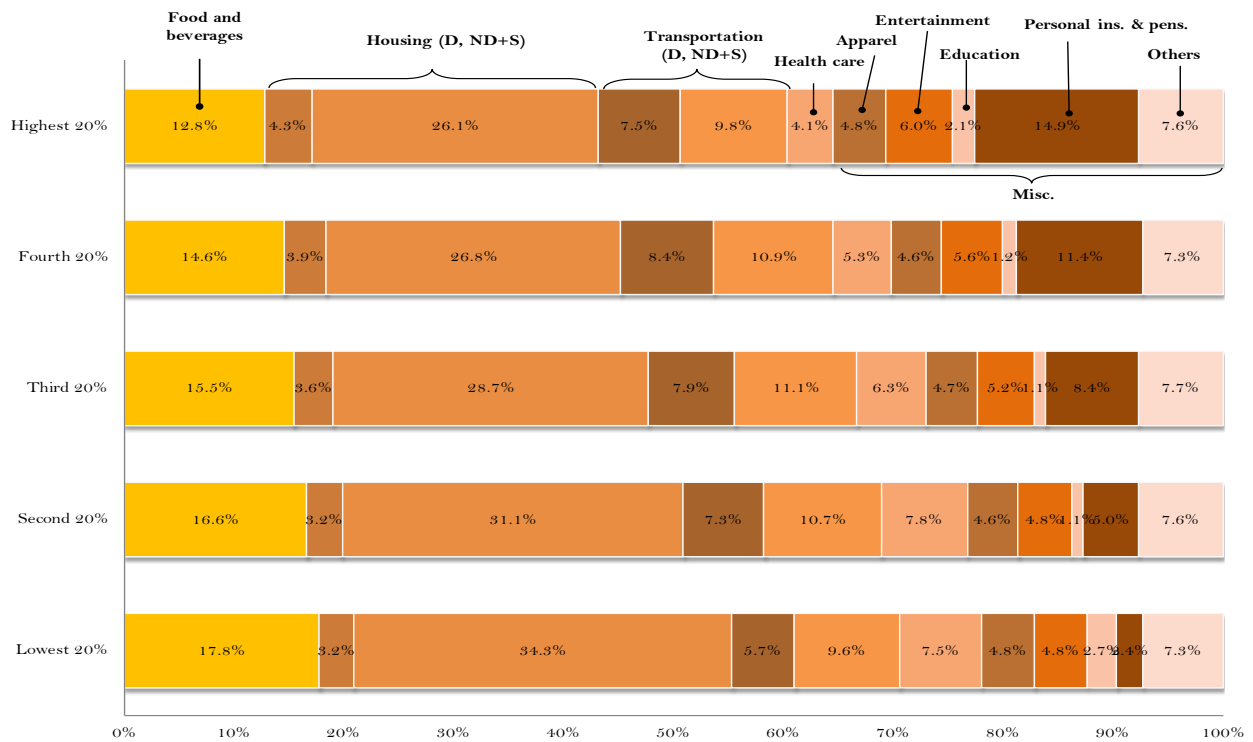 Food and
beverages
Housing (D, ND+S)
Transportation
(D, ND+S)
Health care
Apparel
Entertainment
Education
Personal ins. & pens.
Others
Highest 20%
12.8% 4.3% 26.1% 7.5% 9.8% 4.1% 4.8% 6.0% 2.1% 14.9% 7.6%
Misc.
Fourth 20%
14.6% 3.9% 26.8% 8.4% 10.9% 5.3% 4.6% 5.6% 1.2% 11.4% 7.3%
Third 20%
15.5% 3.6% 28.7% 7.9% 11.1% 6.3% 4.7% 5.2% 1.1% 8.4% 7.7%
Second 20%
16.6% 3.2% 31.1% 7.3% 10.7% 7.8% 4.6% 4.8% 1.1% 5.0% 7.6%
Lowest 20%
17.8% 3.2% 34.3% 5.7% 9.6% 7.5% 4.8% 4.8% 2.7% 2.4% 7.3%
0% 10% 20% 30% 40% 50% 60% 70% 80% 90% 100%